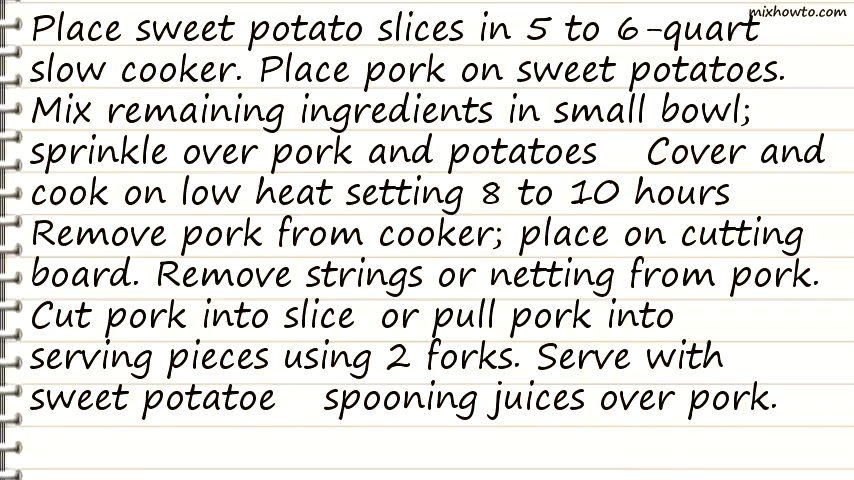 mixhowto.com
Place sweet potato slices in 5 to 6-quart
slow cooker. Place pork on sweet potatoes.
Mix remaining ingredients in small bowl;
sprinkle over pork and potatoes Cover and
cook on low heat setting 8 to 10 hours
Remove pork from cooker; place on cutting
board. Remove strings or netting from pork.
Cut pork into slice or pull pork into
serving pieces using 2 forks. Serve with
sweet potatoe spooning juices over pork.